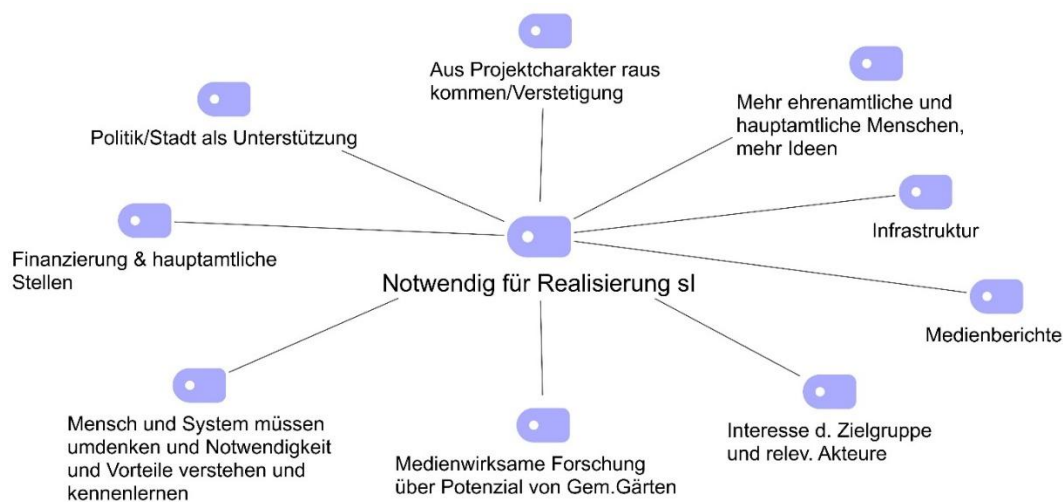 Aus Projektcharakter raus
kommen/Verstetigung
Mehr ehrenamtliche und
hauptamtliche Menschen,
mehr Ideen
Politik/Stadt als Unterstützung
Infrastruktur
Finanzierung & hauptamtliche
Stellen
Notwendig für Realisierung sl
Medienberichte
Mensch und System müssen
umdenken und Notwendigkeit
und Vorteile verstehen und
kennenlernen
Medienwirksame Forschung
über Potenzial von Gem.Gärten
Interesse d. Zielgruppe
und relev. Akteure